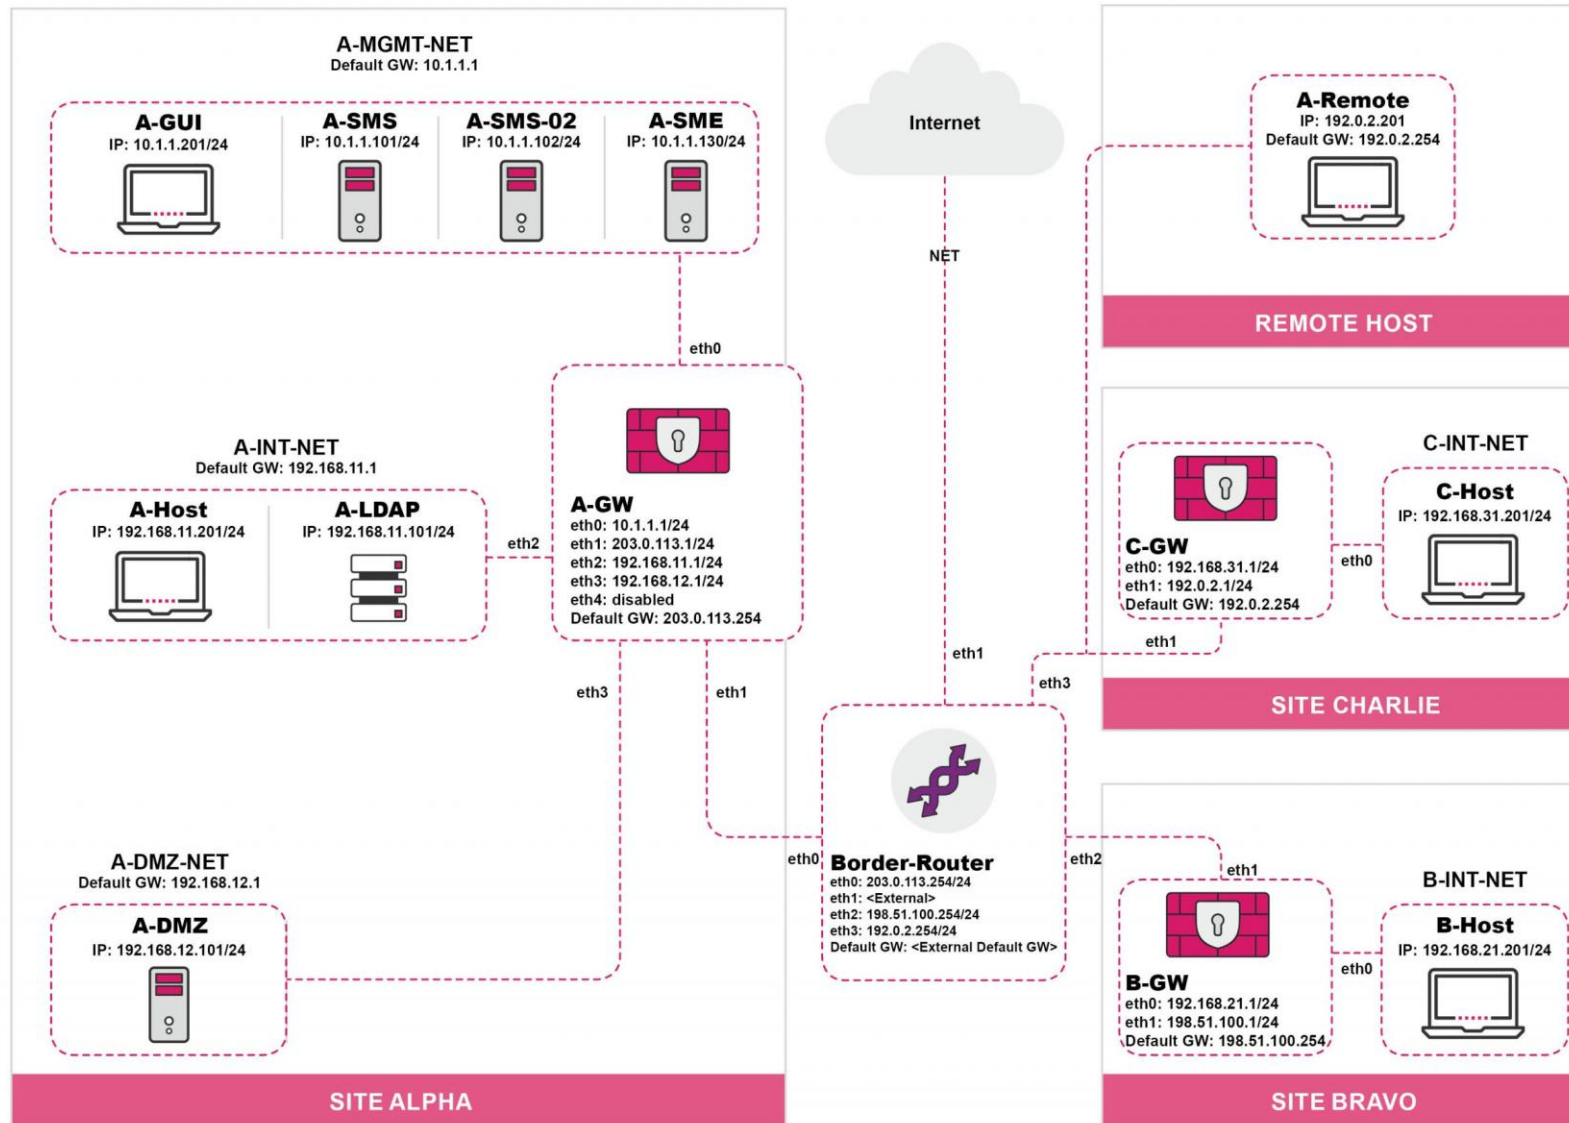 A-MGMT-NET
Default GW: 10.1.1.1
A-GUI
IP: 10.1.1.201/24
A-SMS
IP: 10.1.1.101/24
A-SMS-02
IP: 10.1.1.102/24
A-SME
IP: 10.1.1.130/24
eth0
A-INT-NET
Default GW: 192.168.11.1
A-Host
IP: 192.168.11.201/24
A-LDAP
IP: 192.168.11.101/24
eth2
A-GW
eth0: 10.1.1.1/24
eth1: 203.0.113.1/24
eth2: 192.168.11.1/24
eth3: 192.168.12.1/24
eth4: disabled
Default GW: 203.0.113.254
eth3
eth1
A-DMZ-NET
Default GW: 192.168.12.1
A-DMZ
IP: 192.168.12.101/24
SITE ALPHA
Internet
NET
eth1
eth3
eth0
eth2
Border-Router
eth0: 203.0.113.254/24
eth1: <External>
eth2: 198.51.100.254/24
eth3: 192.0.2.254/24
Default GW: <External Default GW>
A-Remote
IP: 192.0.2.201
Default GW: 192.0.2.254
REMOTE HOST
C-GW
eth0: 192.168.31.1/24
eth1: 192.0.2.1/24
Default GW: 192.0.2.254
eth0
eth1
C-INT-NET
C-Host
IP: 192.168.31.201/24
SITE CHARLIE
eth1
B-GW
eth0: 192.168.21.1/24
eth1: 198.51.100.1/24
Default GW: 198.51.100.254
eth0
B-INT-NET
B-Host
IP: 192.168.21.201/24
SITE BRAVO